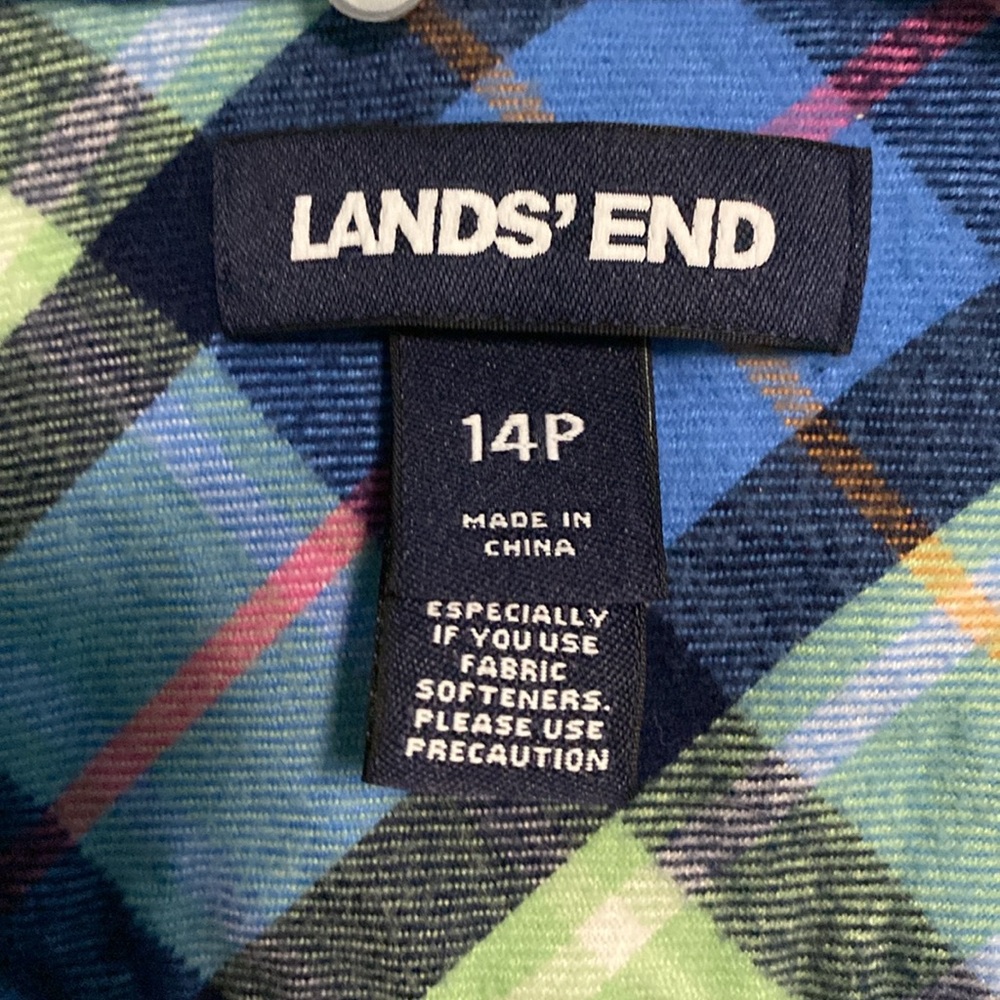 LANDS' END
14P
MADE IN
CHINA
ESPECIALLY
IF YOU USE
FABRIC
SOFTENERS.
PLEASE USE
PRECAUTION